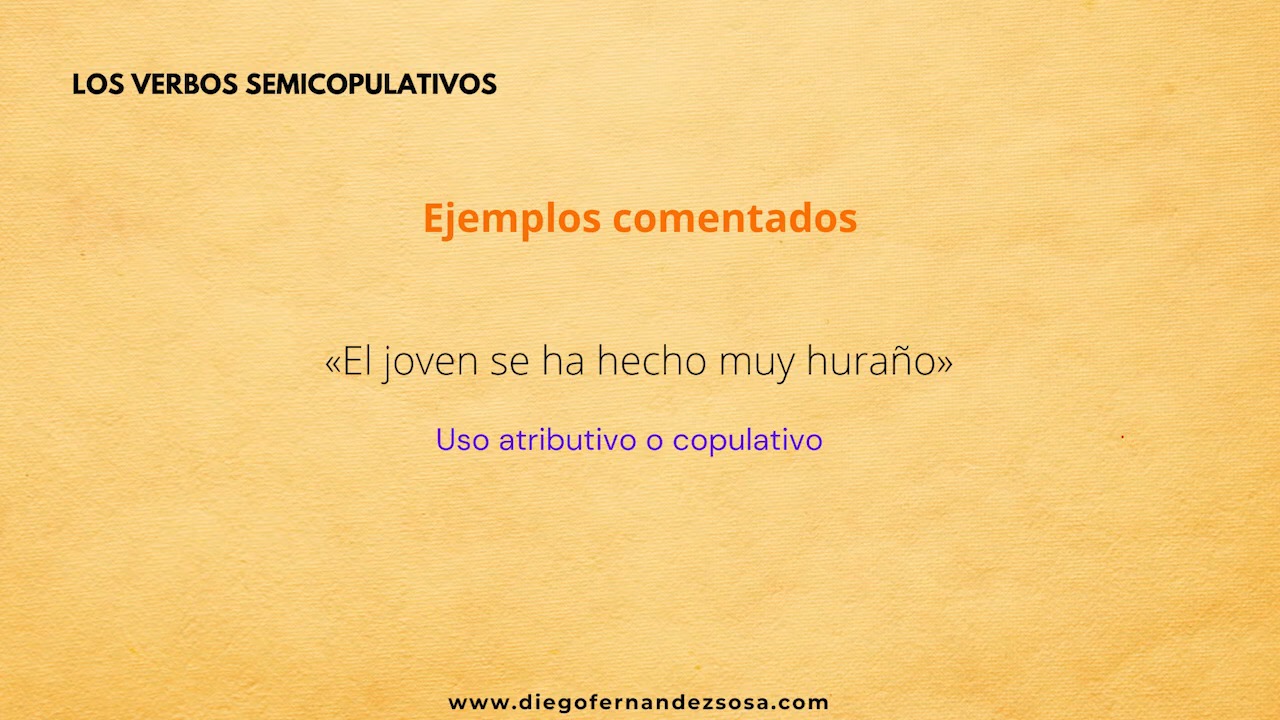 LOS VERBOS SEMICOPULATIVOS
Ejemplos comentados
«El joven se ha hecho muy huraño»
Uso atributivo o copulativo
www.diegofernandezsosa.com